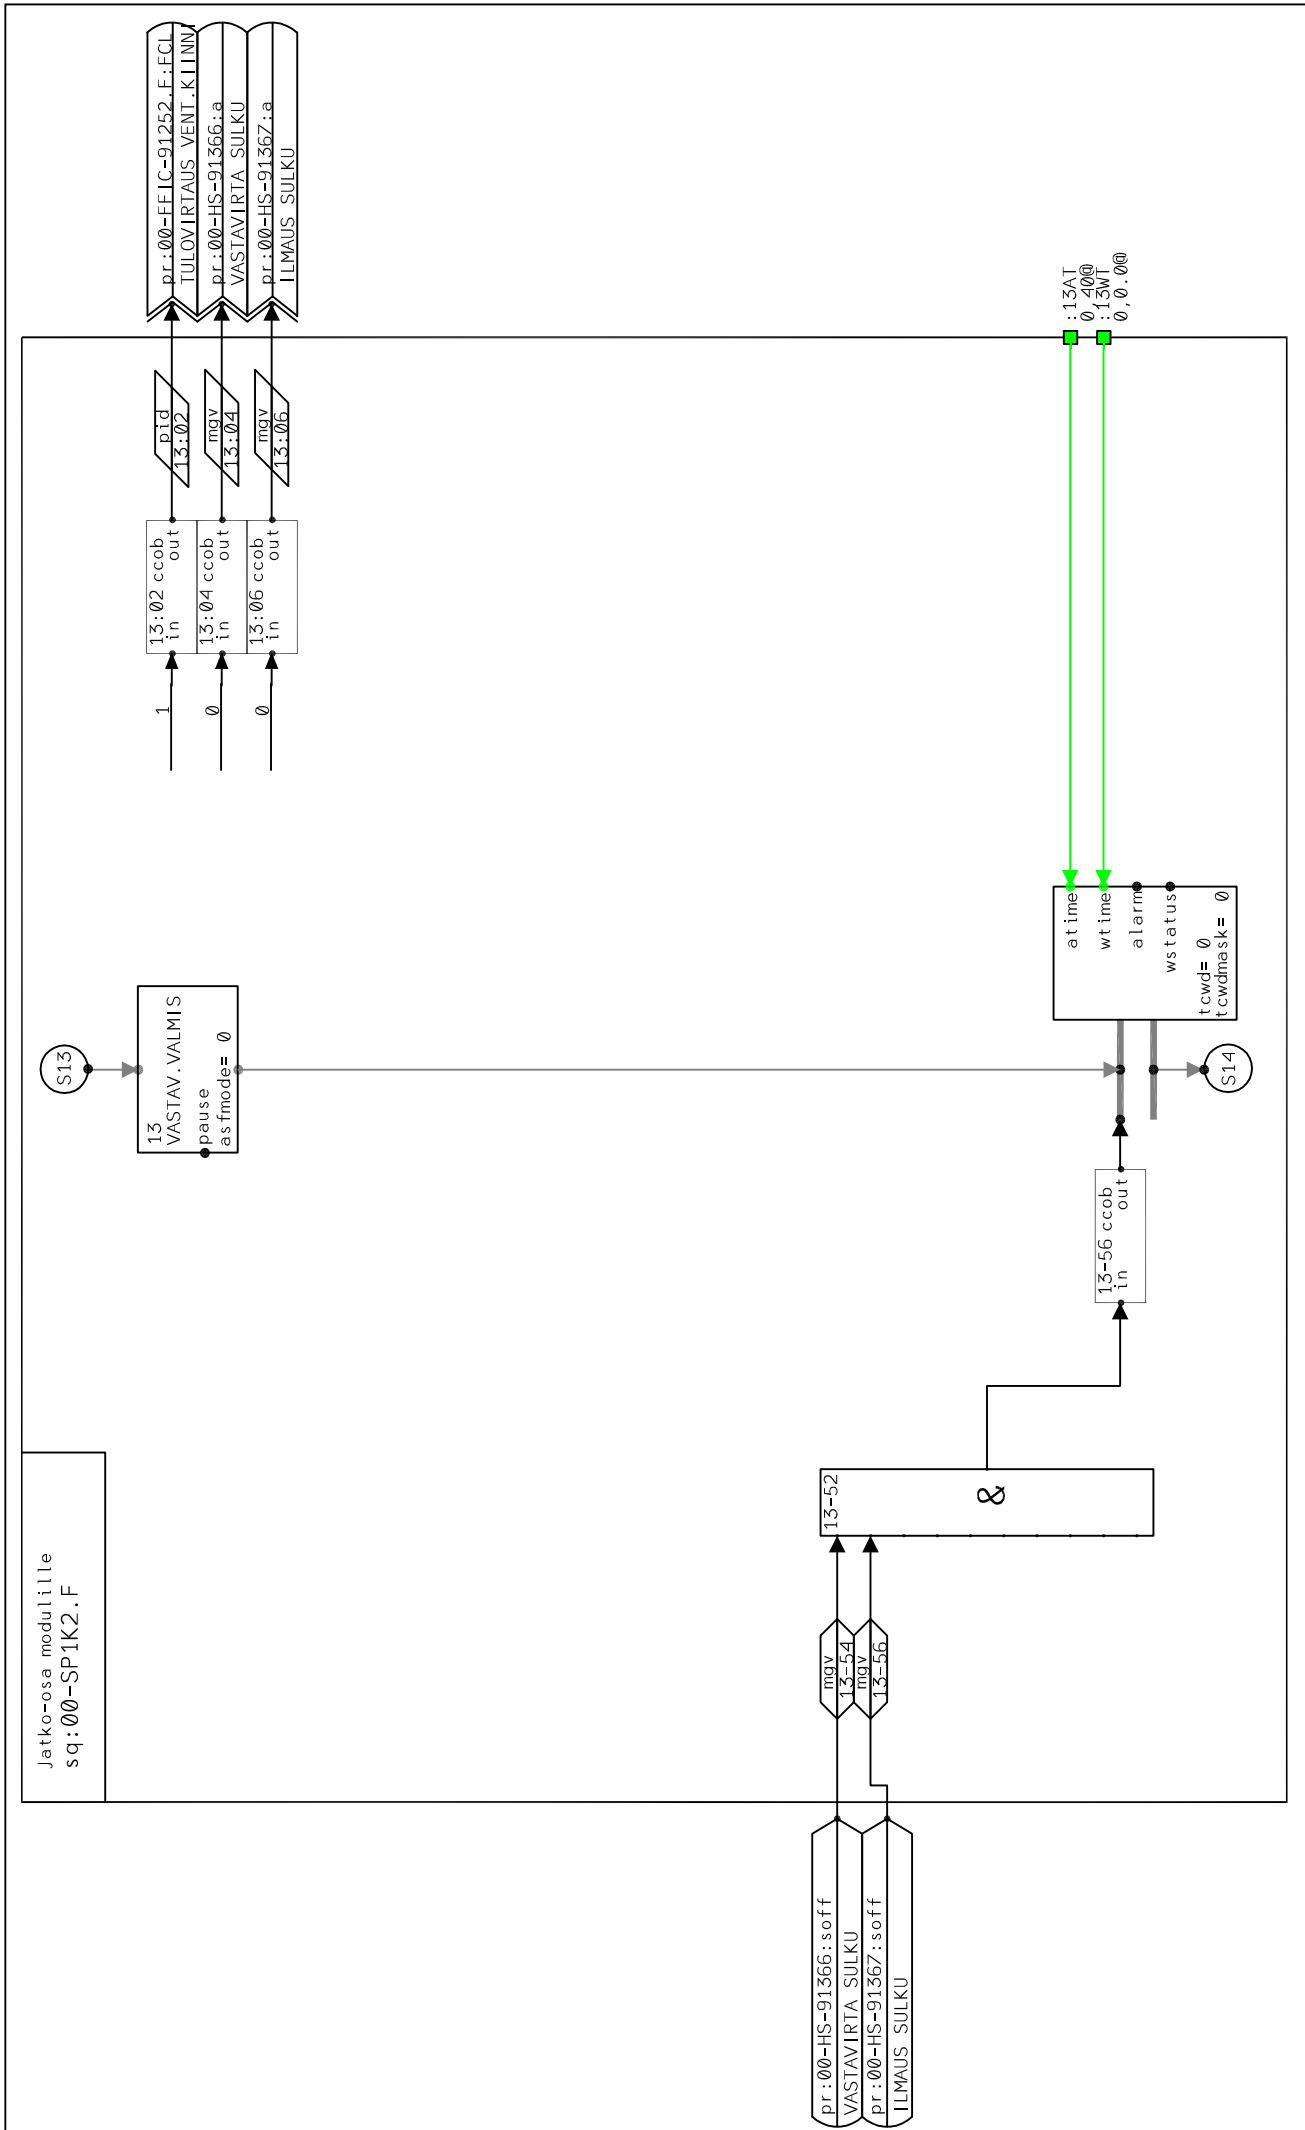 Jatko-osa modulille
sq:00-SP1K2.F
S13
13
VASTAV.VALMIS
pause
asfmode= 0
1
13:02 ccob
in out
pid
13:02
pr:00-FFIC-91252.F:FCL
TULOVIRTAUS VENT.KIINNI
0
13:04 ccob
in out
mgv
13:04
pr:00-HS-91366:a
VASTAVIRTA SULKU
0
13:06 ccob
in out
mgv
13:06
pr:00-HS-91367:a
ILMAUS SULKU
pr:00-HS-91366:soff
VASTAVIRTA SULKU
pr:00-HS-91367:soff
ILMAUS SULKU
mgv
13-54
mgv
13-56
13-52
&
13-56 ccob
in out
S14
atime
wtime
alarm
wstatus
tcwd= 0
tcwdmask= 0
:13AT
0,40@
:13WT
0,0.0@